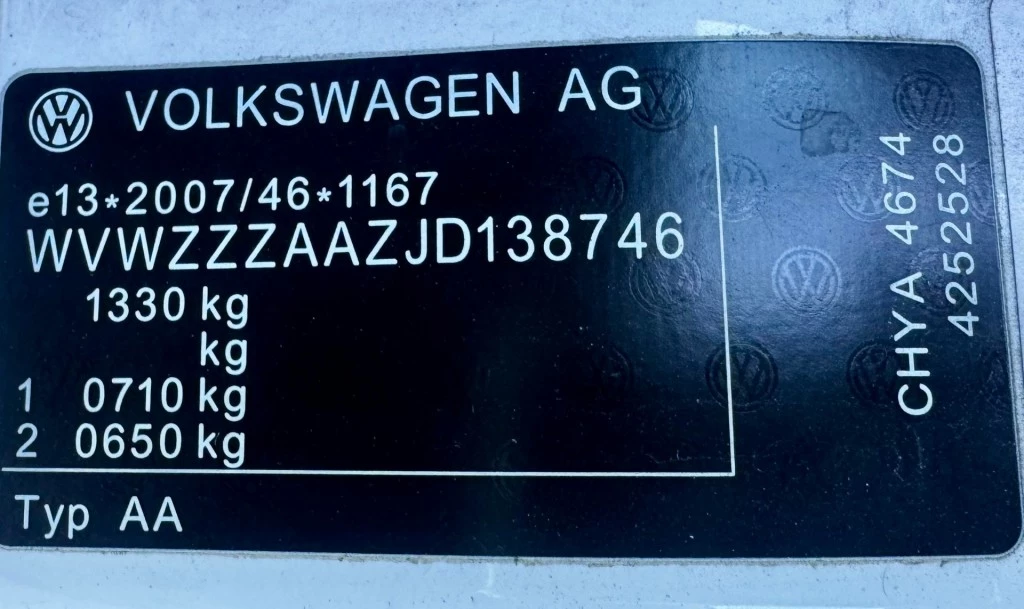 VOLKSWAGEN AG
e13*2007/46*1167
WVWZZZAAZJD138746
1330 kg
kg
1 0710 kg
2 0650 kg
Typ AA
CHYA 4674
4252528